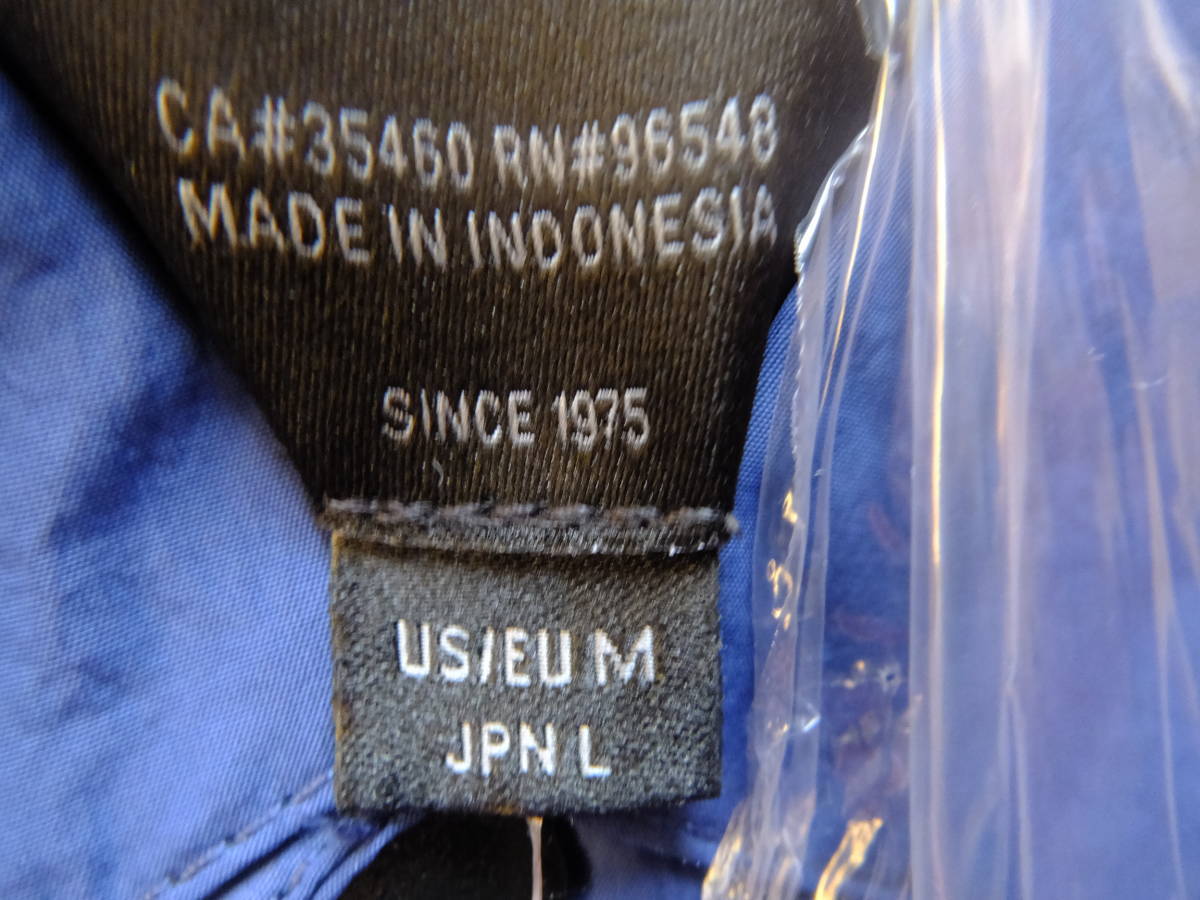 CA#35460 RN#96548
MADE IN INDONESIA
SINCE 1975
US/EU M
JPN L